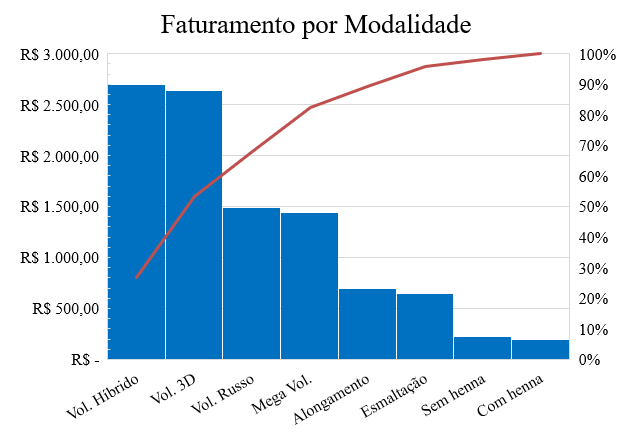 Faturamento por Modalidade
R$ 3.000,00
R$ 2.500,00
R$ 2.000,00
R$ 1.500,00
R$ 1.000,00
R$ 500,00
R$ -
100%
90%
80%
70%
60%
50%
40%
30%
20%
10%
0%
Vol. Híbrido
Vol. 3D
Vol. Russo
Mega Vol.
Alongamento
Esmaltação
Sem henna
Com henna